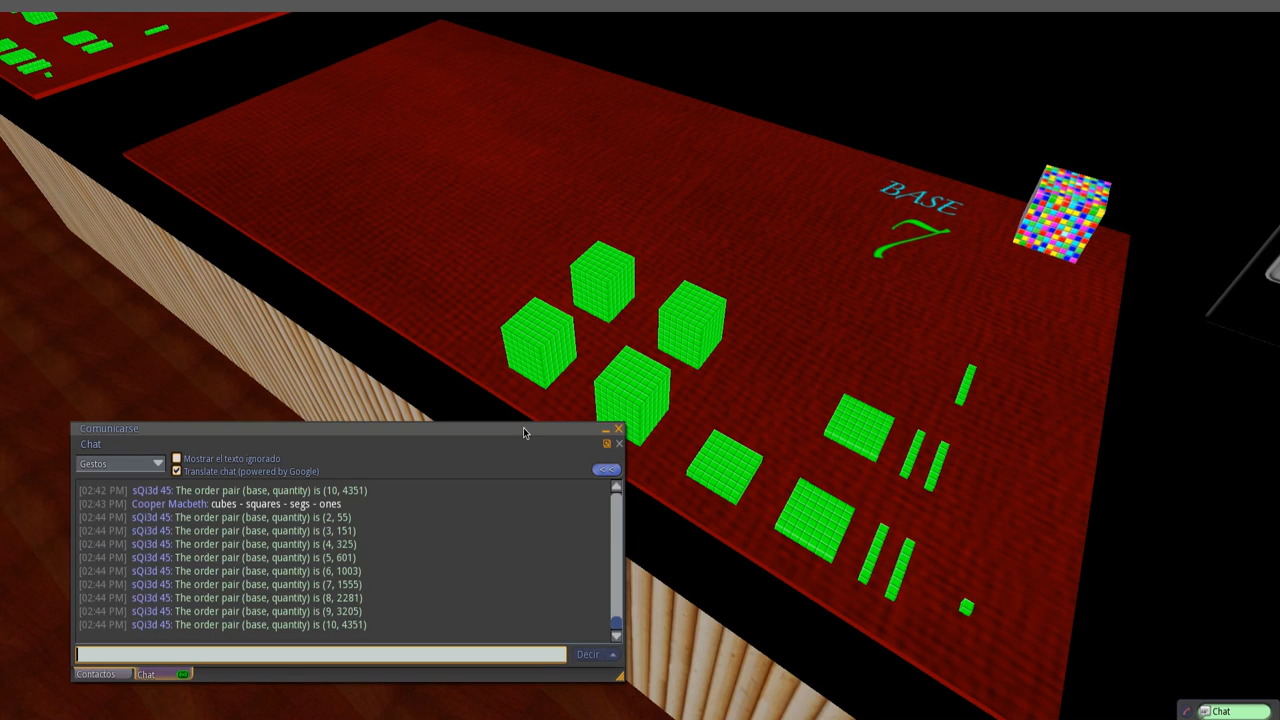 BASE
7
Comunicarse
Chat
Gestos
Mostrar el texto ignorado
Translate chat (powered by Google)
<<
[02:42 PM] sQi3d 45: The order pair (base, quantity) is (10, 4351)
[02:43 PM] Cooper Macbeth: cubes - squares - segs - ones
[02:44 PM] sQi3d 45: The order pair (base, quantity) is (2, 55)
[02:44 PM] sQi3d 45: The order pair (base, quantity) is (3, 151)
[02:44 PM] sQi3d 45: The order pair (base, quantity) is (4, 325)
[02:44 PM] sQi3d 45: The order pair (base, quantity) is (5, 601)
[02:44 PM] sQi3d 45: The order pair (base, quantity) is (6, 1003)
[02:44 PM] sQi3d 45: The order pair (base, quantity) is (7, 1555)
[02:44 PM] sQi3d 45: The order pair (base, quantity) is (8, 2281)
[02:44 PM] sQi3d 45: The order pair (base, quantity) is (9, 3205)
[02:44 PM] sQi3d 45: The order pair (base, quantity) is (10, 4351)
Decir
Contactos
Chat
Chat